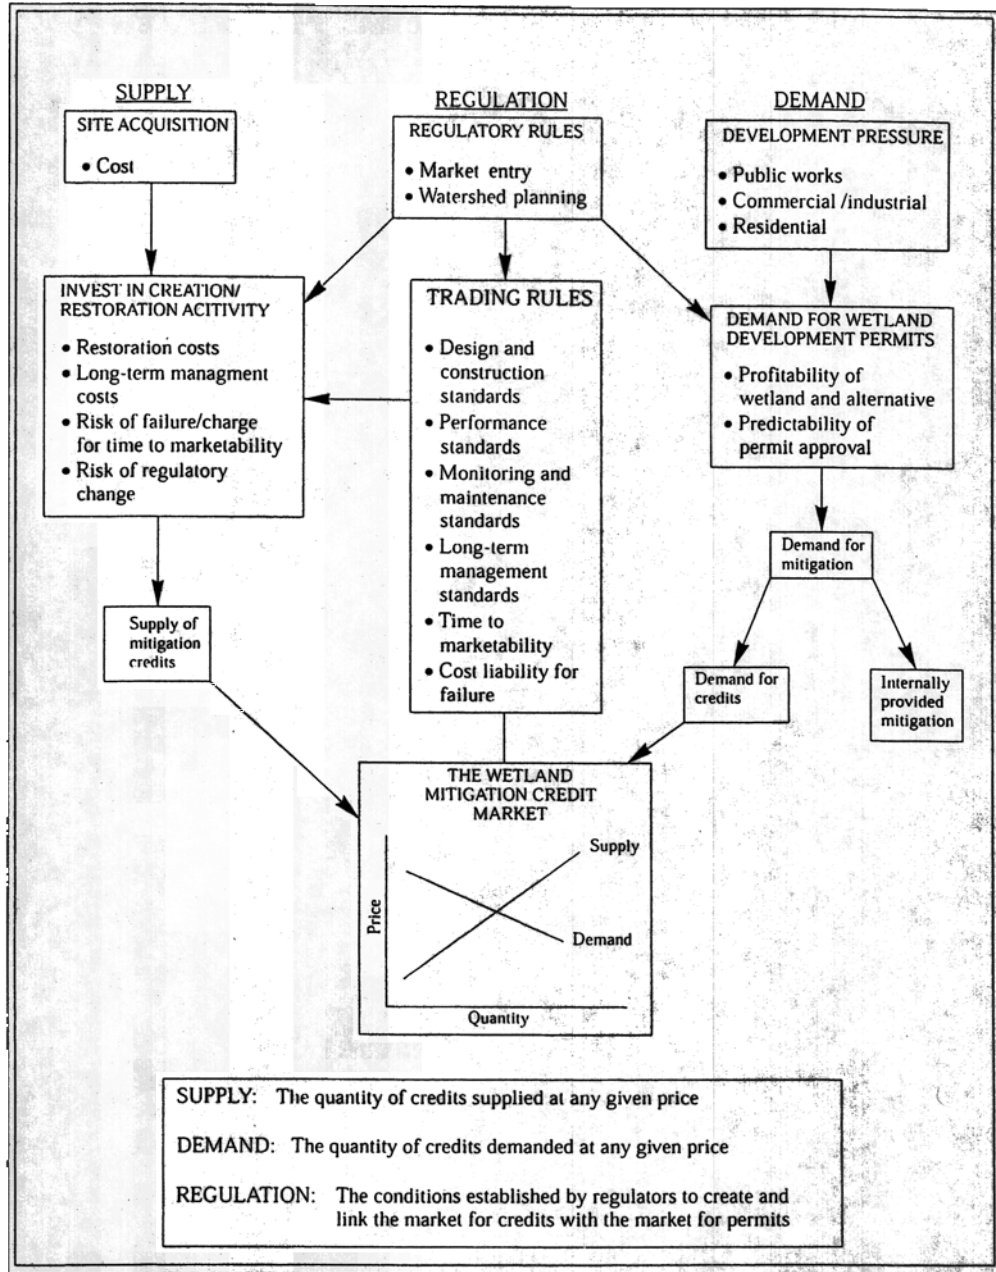 SUPPLY
SITE ACQUISITION
• Cost
INVEST IN CREATION/
RESTORATION ACITIVITY
• Restoration costs
• Long-term managment
costs
• Risk of failure/charge
for time to marketability
• Risk of regulatory
change
Supply of
mitigation
credits
REGULATION
REGULATORY RULES
• Market entry
• Watershed planning
TRADING RULES
• Design and
construction
standards
• Performance
standards
• Monitoring and
maintenance
standards
• Long-term
management
standards
• Time to
marketability
• Cost liability for
failure
DEMAND
DEVELOPMENT PRESSURE
• Public works
• Commercial /industrial
• Residential
DEMAND FOR WETLAND
DEVELOPMENT PERMITS
• Profitability of
wetland and alternative
• Predictability of
permit approval
Demand for
mitigation
Demand for
credits
Internally
provided
mitigation
THE WETLAND
MITIGATION CREDIT
MARKET
Supply
Price
Demand
Quantity
SUPPLY: The quantity of credits supplied at any given price
DEMAND: The quantity of credits demanded at any given price
REGULATION: The conditions established by regulators to create and
link the market for credits with the market for permits